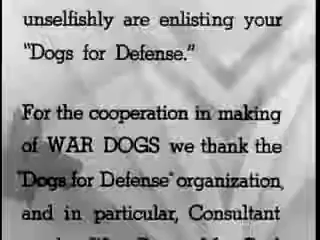 unselfishly are enlisting your
"Dogs for Defense."
For the cooperation in making
of WAR DOGS we thank the
"Dogs for Defense" organization,
and in particular, Consultant